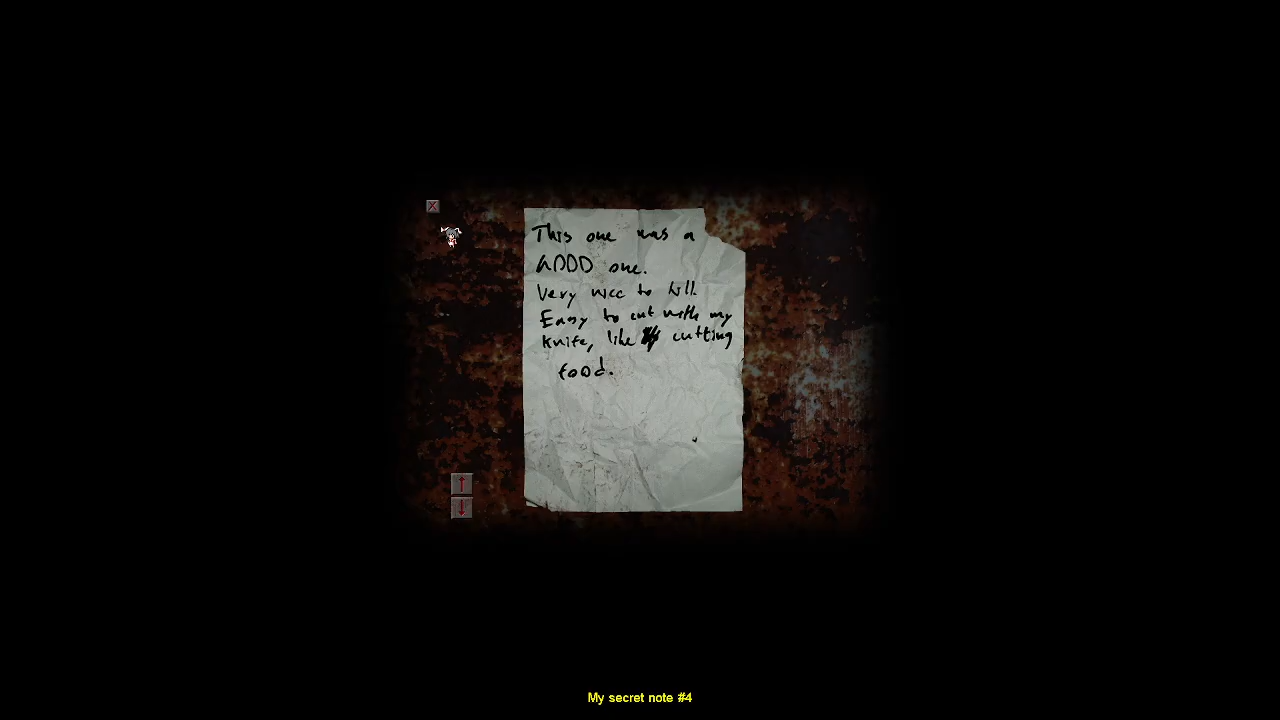 This one was a
GOOD one.
Very nice to kill.
Easy to cut with my
knife, like cutting
food.
My secret note #4